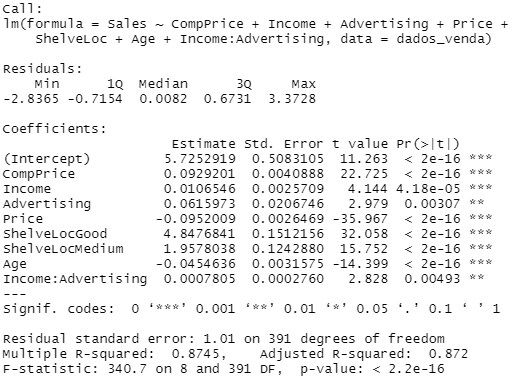 Call:
lm(formula = Sales ~ CompPrice + Income + Advertising + Price +
    ShelveLoc + Age + Income:Advertising, data = dados_venda)

Residuals:
    Min      1Q  Median      3Q     Max
-2.8365 -0.7154  0.0082  0.6731  3.3728

Coefficients:
                     Estimate Std. Error t value Pr(>|t|)
(Intercept)         5.7252919  0.5083105  11.263  < 2e-16 ***
CompPrice           0.0929201  0.0040888  22.725  < 2e-16 ***
Income              0.0106546  0.0025709   4.144 4.18e-05 ***
Advertising         0.0615973  0.0206746   2.979  0.00307 **
Price              -0.0952009  0.0026469 -35.967  < 2e-16 ***
ShelveLocGood       4.8476841  0.1512156  32.058  < 2e-16 ***
ShelveLocMedium     1.9578038  0.1242880  15.752  < 2e-16 ***
Age                -0.0454636  0.0031575 -14.399  < 2e-16 ***
Income:Advertising  0.0007805  0.0002760   2.828  0.00493 **
---
Signif. codes:  0 ‘***’ 0.001 ‘**’ 0.01 ‘*’ 0.05 ‘.’ 0.1 ‘ ’ 1

Residual standard error: 1.01 on 391 degrees of freedom
Multiple R-squared:  0.8745,    Adjusted R-squared:  0.872
F-statistic: 340.7 on 8 and 391 DF,  p-value: < 2.2e-16